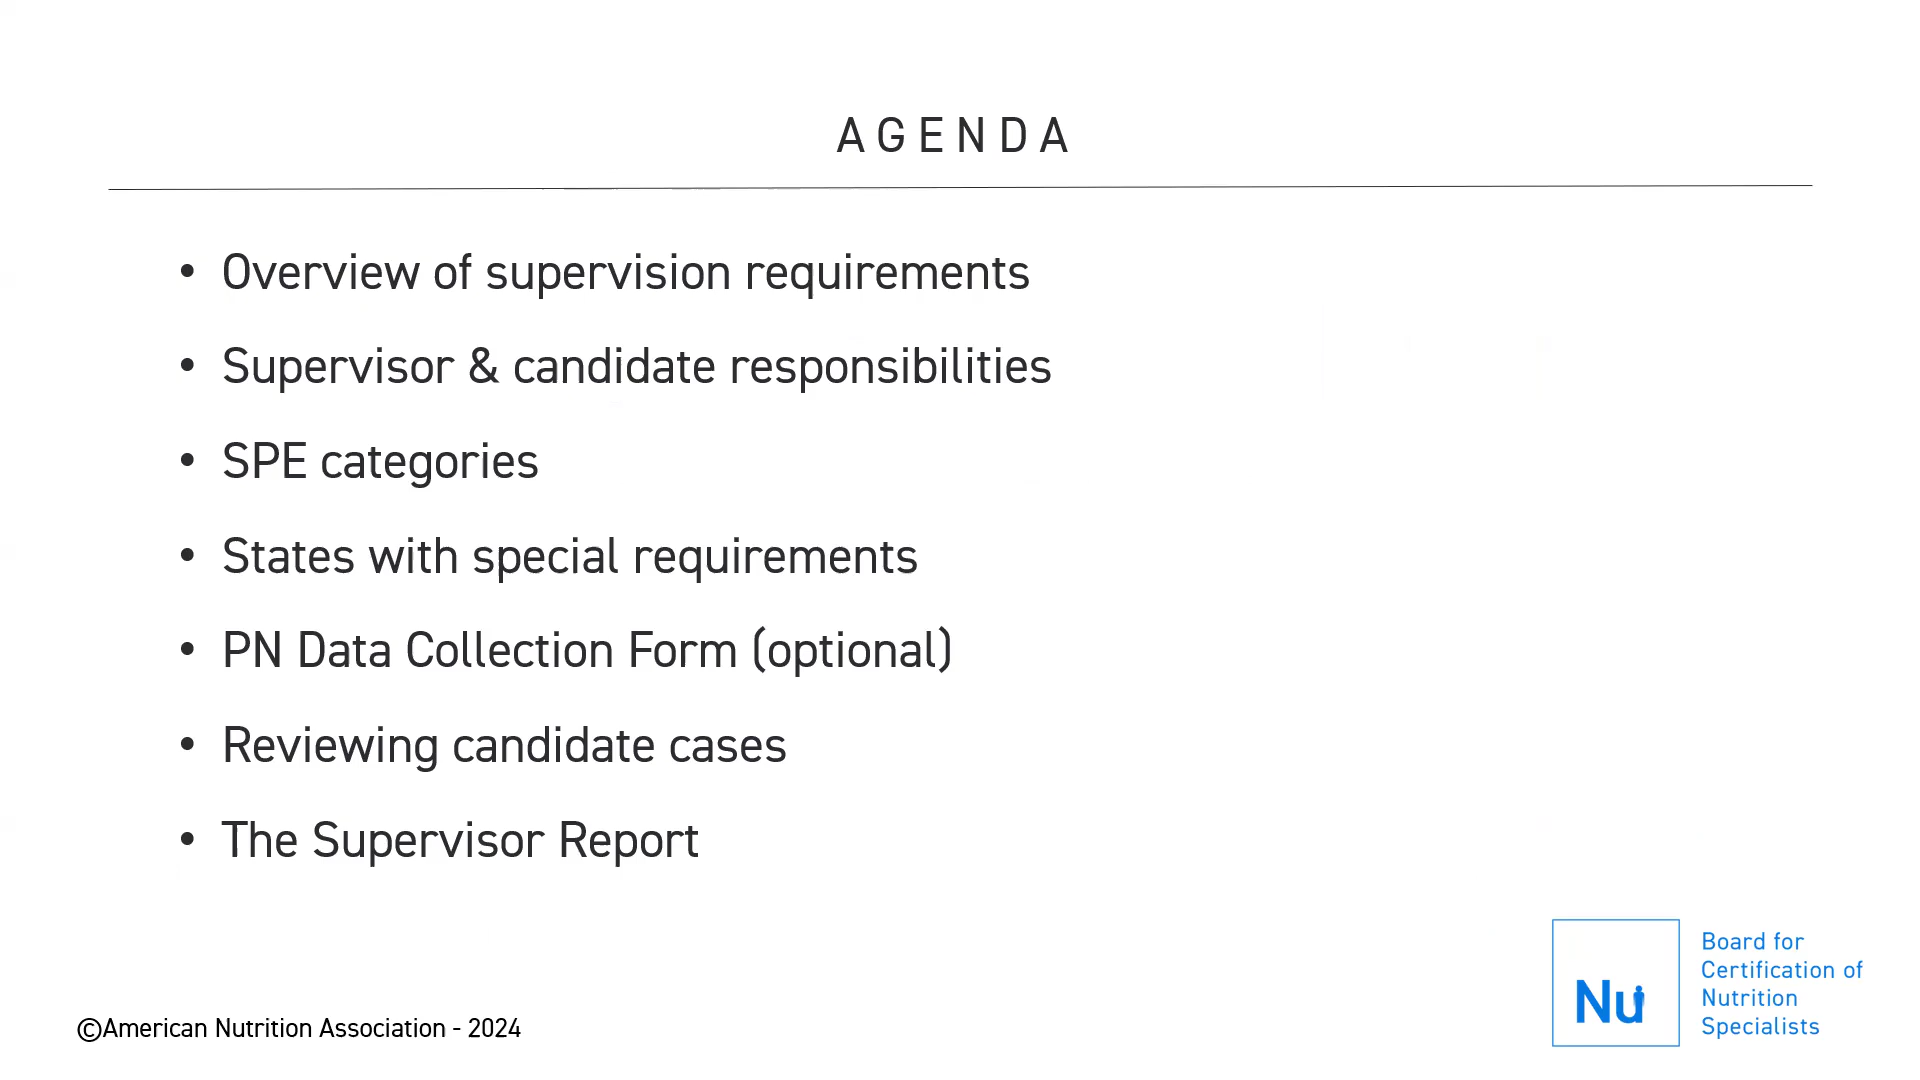 AGENDA
• Overview of supervision requirements
• Supervisor & candidate responsibilities
• SPE categories
• States with special requirements
• PN Data Collection Form (optional)
• Reviewing candidate cases
• The Supervisor Report
©American Nutrition Association - 2024
Nu
Board for
Certification of
Nutrition
Specialists